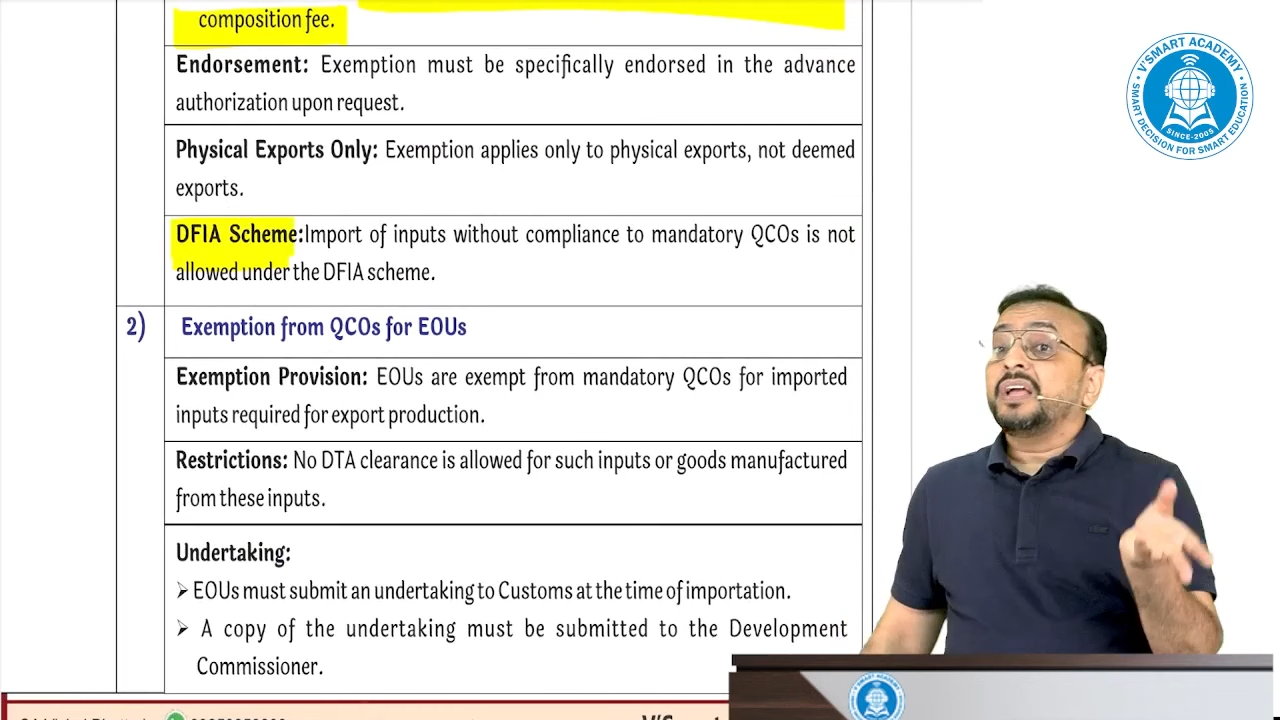 composition fee.
Endorsement: Exemption must be specifically endorsed in the advance
authorization upon request.
Physical Exports Only: Exemption applies only to physical exports, not deemed
exports.
DFIA Scheme:Import of inputs without compliance to mandatory QCOs is not
allowed under the DFIA scheme.
2) Exemption from QCOs for EOUs
Exemption Provision: EOUs are exempt from mandatory QCOs for imported
inputs required for export production.
Restrictions: No DTA clearance is allowed for such inputs or goods manufactured
from these inputs.
Undertaking:
➢ EOUs must submit an undertaking to Customs at the time of importation.
➢ A copy of the undertaking must be submitted to the Development
Commissioner.
V'SMART ACADEMY
SINCE-2005
SMART DECISION FOR SMART EDUCATION